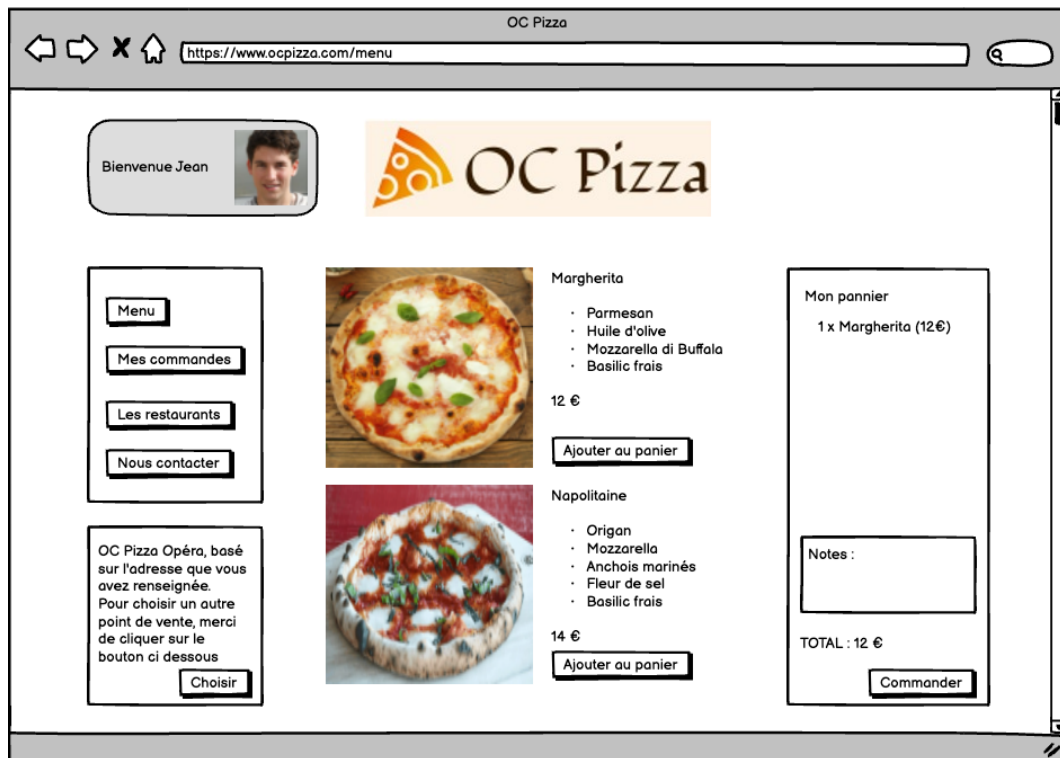 OC Pizza
https://www.ocpizza.com/menu
Bienvenue Jean
OC Pizza
Menu
Mes commandes
Les restaurants
Nous contacter
OC Pizza Opéra, basé
sur l'adresse que vous
avez renseignée.
Pour choisir un autre
point de vente, merci
de cliquer sur le
bouton ci dessous
Choisir
Margherita
· Parmesan
· Huile d'olive
· Mozzarella di Buffala
· Basilic frais
12 €
Ajouter au panier
Napolitaine
· Origan
· Mozzarella
· Anchois marinés
· Fleur de sel
· Basilic frais
14 €
Ajouter au panier
Mon pannier
1 x Margherita (12€)
Notes :
TOTAL : 12 €
Commander